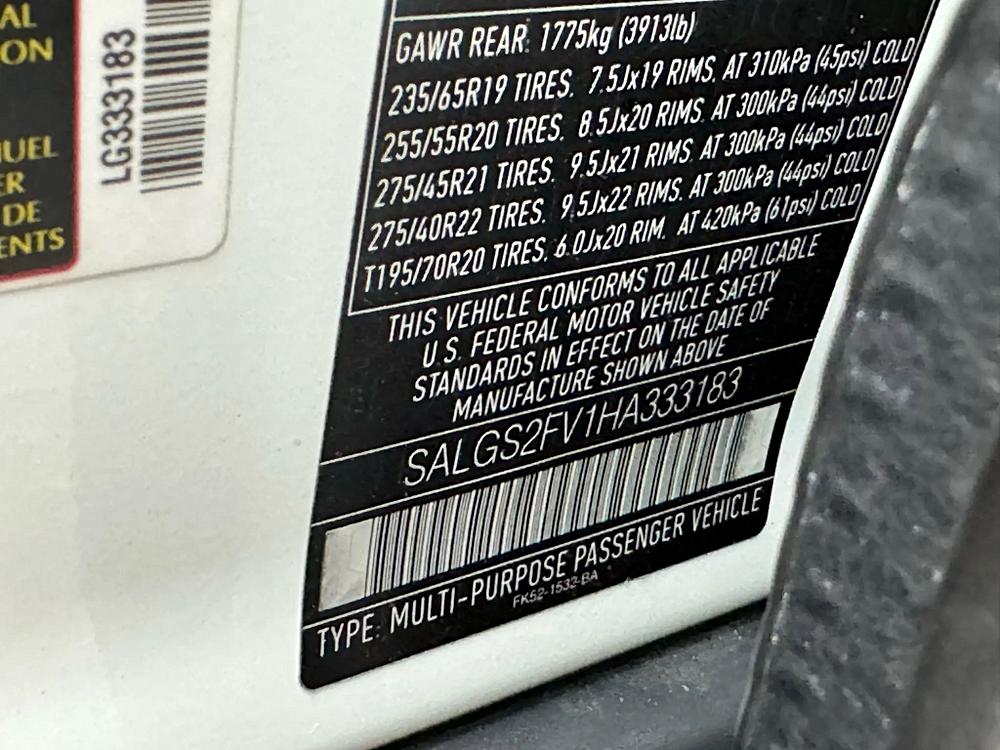 AL
ON
UEL
ER
DE
ENTS
LG333183
GAWR REAR: 1775kg (3913lb)
235/65R19 TIRES. 7.5Jx19 RIMS. AT 310kPa (45psi) COLD
255/55R20 TIRES. 8.5Jx20 RIMS. AT 300kPa (44psi) COLD
275/45R21 TIRES. 9.5Jx21 RIMS. AT 300kPa (44psi) COLD
275/40R22 TIRES. 9.5Jx22 RIMS. AT 300kPa (44psi) COLD
T195/70R20 TIRES. 6.0Jx20 RIM. AT 420kPa (61psi) COLD
THIS VEHICLE CONFORMS TO ALL APPLICABLE
U.S. FEDERAL MOTOR VEHICLE SAFETY
STANDARDS IN EFFECT ON THE DATE OF
MANUFACTURE SHOWN ABOVE
SALGS2FV1HA333183
TYPE: MULTI-PURPOSE PASSENGER VEHICLE
FK52-1532-BA